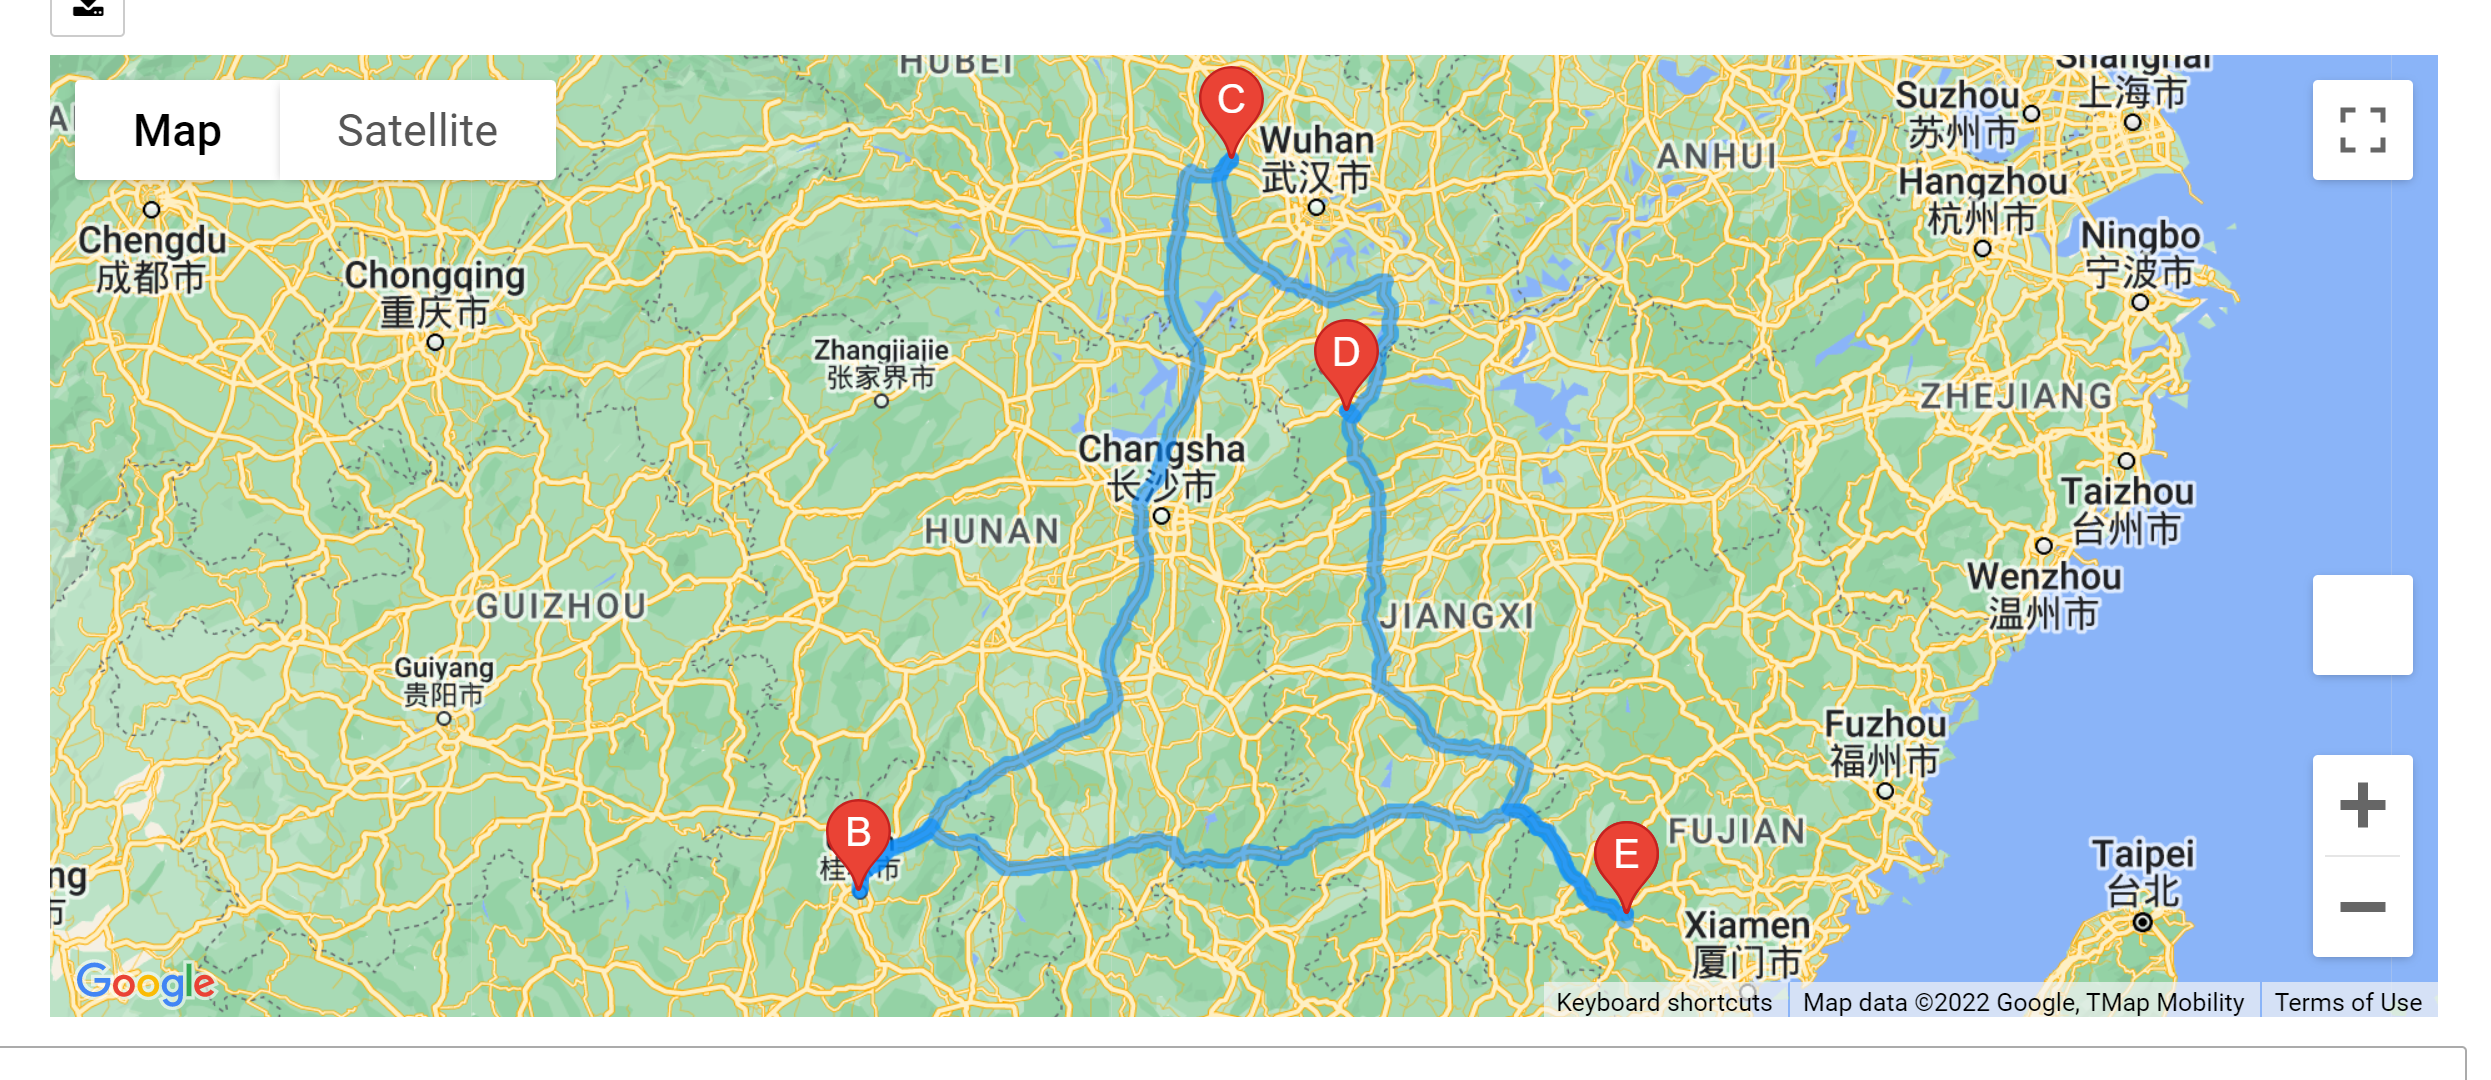 HUBEI
Shanghai
上海市
C
Map
Satellite
Suzhou
苏州市
Wuhan
武汉市
ANHUI
Hangzhou
杭州市
Chengdu
成都市
Ningbo
宁波市
Chongqing
重庆市
D
Zhangjiajie
张家界市
ZHEJIANG
Changsha
长沙市
Taizhou
台州市
HUNAN
Wenzhou
温州市
GUIZHOU
JIANGXI
Guiyang
贵阳市
Fuzhou
福州市
B
FUJIAN
E
Taipei
台北
ng
市
Xiamen
厦门市
Google
Keyboard shortcuts
Map data ©2022 Google, TMap Mobility
Terms of Use